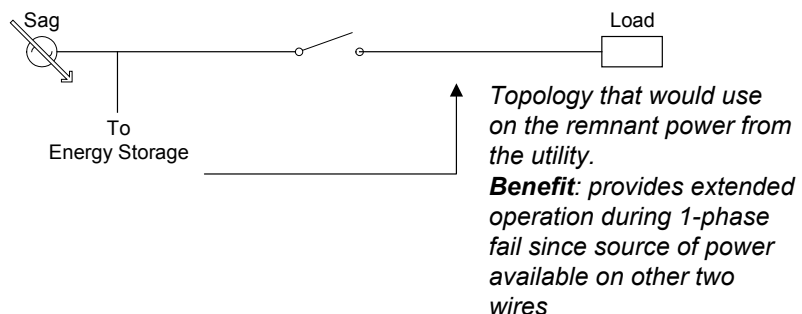 Sag
Load
To
Energy Storage
Topology that would use
on the remnant power from
the utility.
Benefit: provides extended
operation during 1-phase
fail since source of power
available on other two
wires